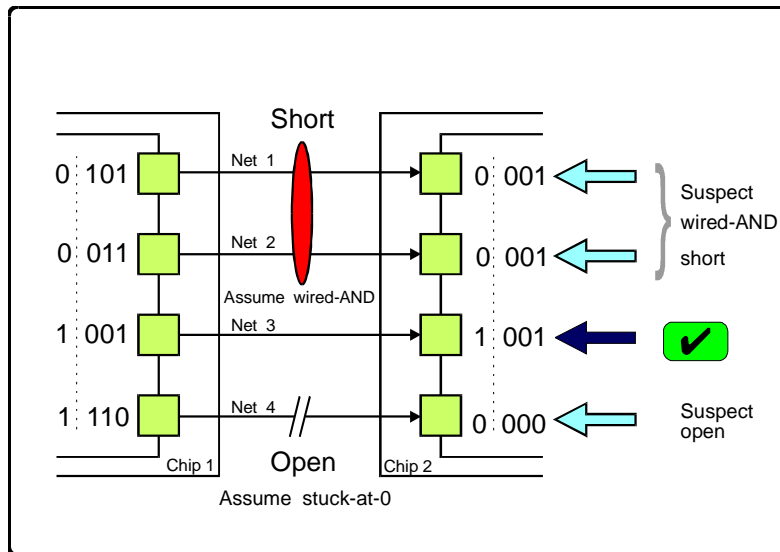 Short
Net 1
0 101
0 001
Suspect
wired-AND
short
Net 2
0 011
0 001
Assume wired-AND
Net 3
1 001
1 001
Net 4
1 110
0 000
Suspect
open
Chip 1
Open
Chip 2
Assume stuck-at-0